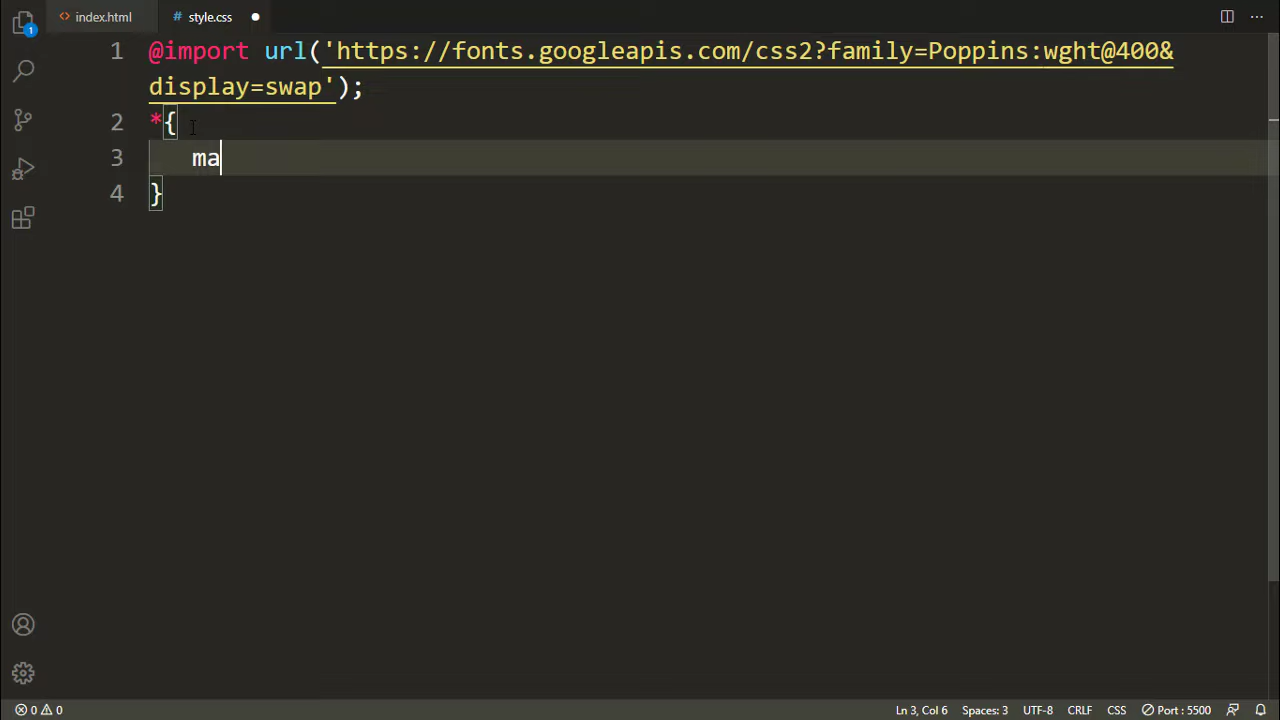 index.html
# style.css
1 @import url('https://fonts.googleapis.com/css2?family=Poppins:wght@400&
display=swap');
2 *{
3 ma
4 }
1
0 0 Ln 3, Col 6 Spaces: 3 UTF-8 CRLF CSS Port : 5500